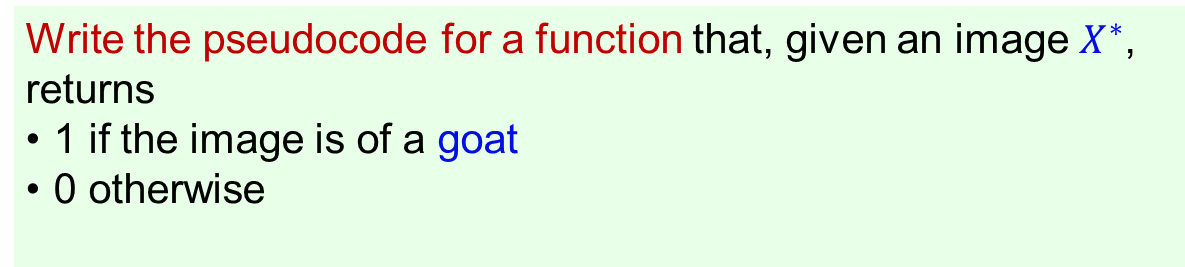 Write the pseudocode for a function that, given an image X*,
returns
• 1 if the image is of a goat
• 0 otherwise